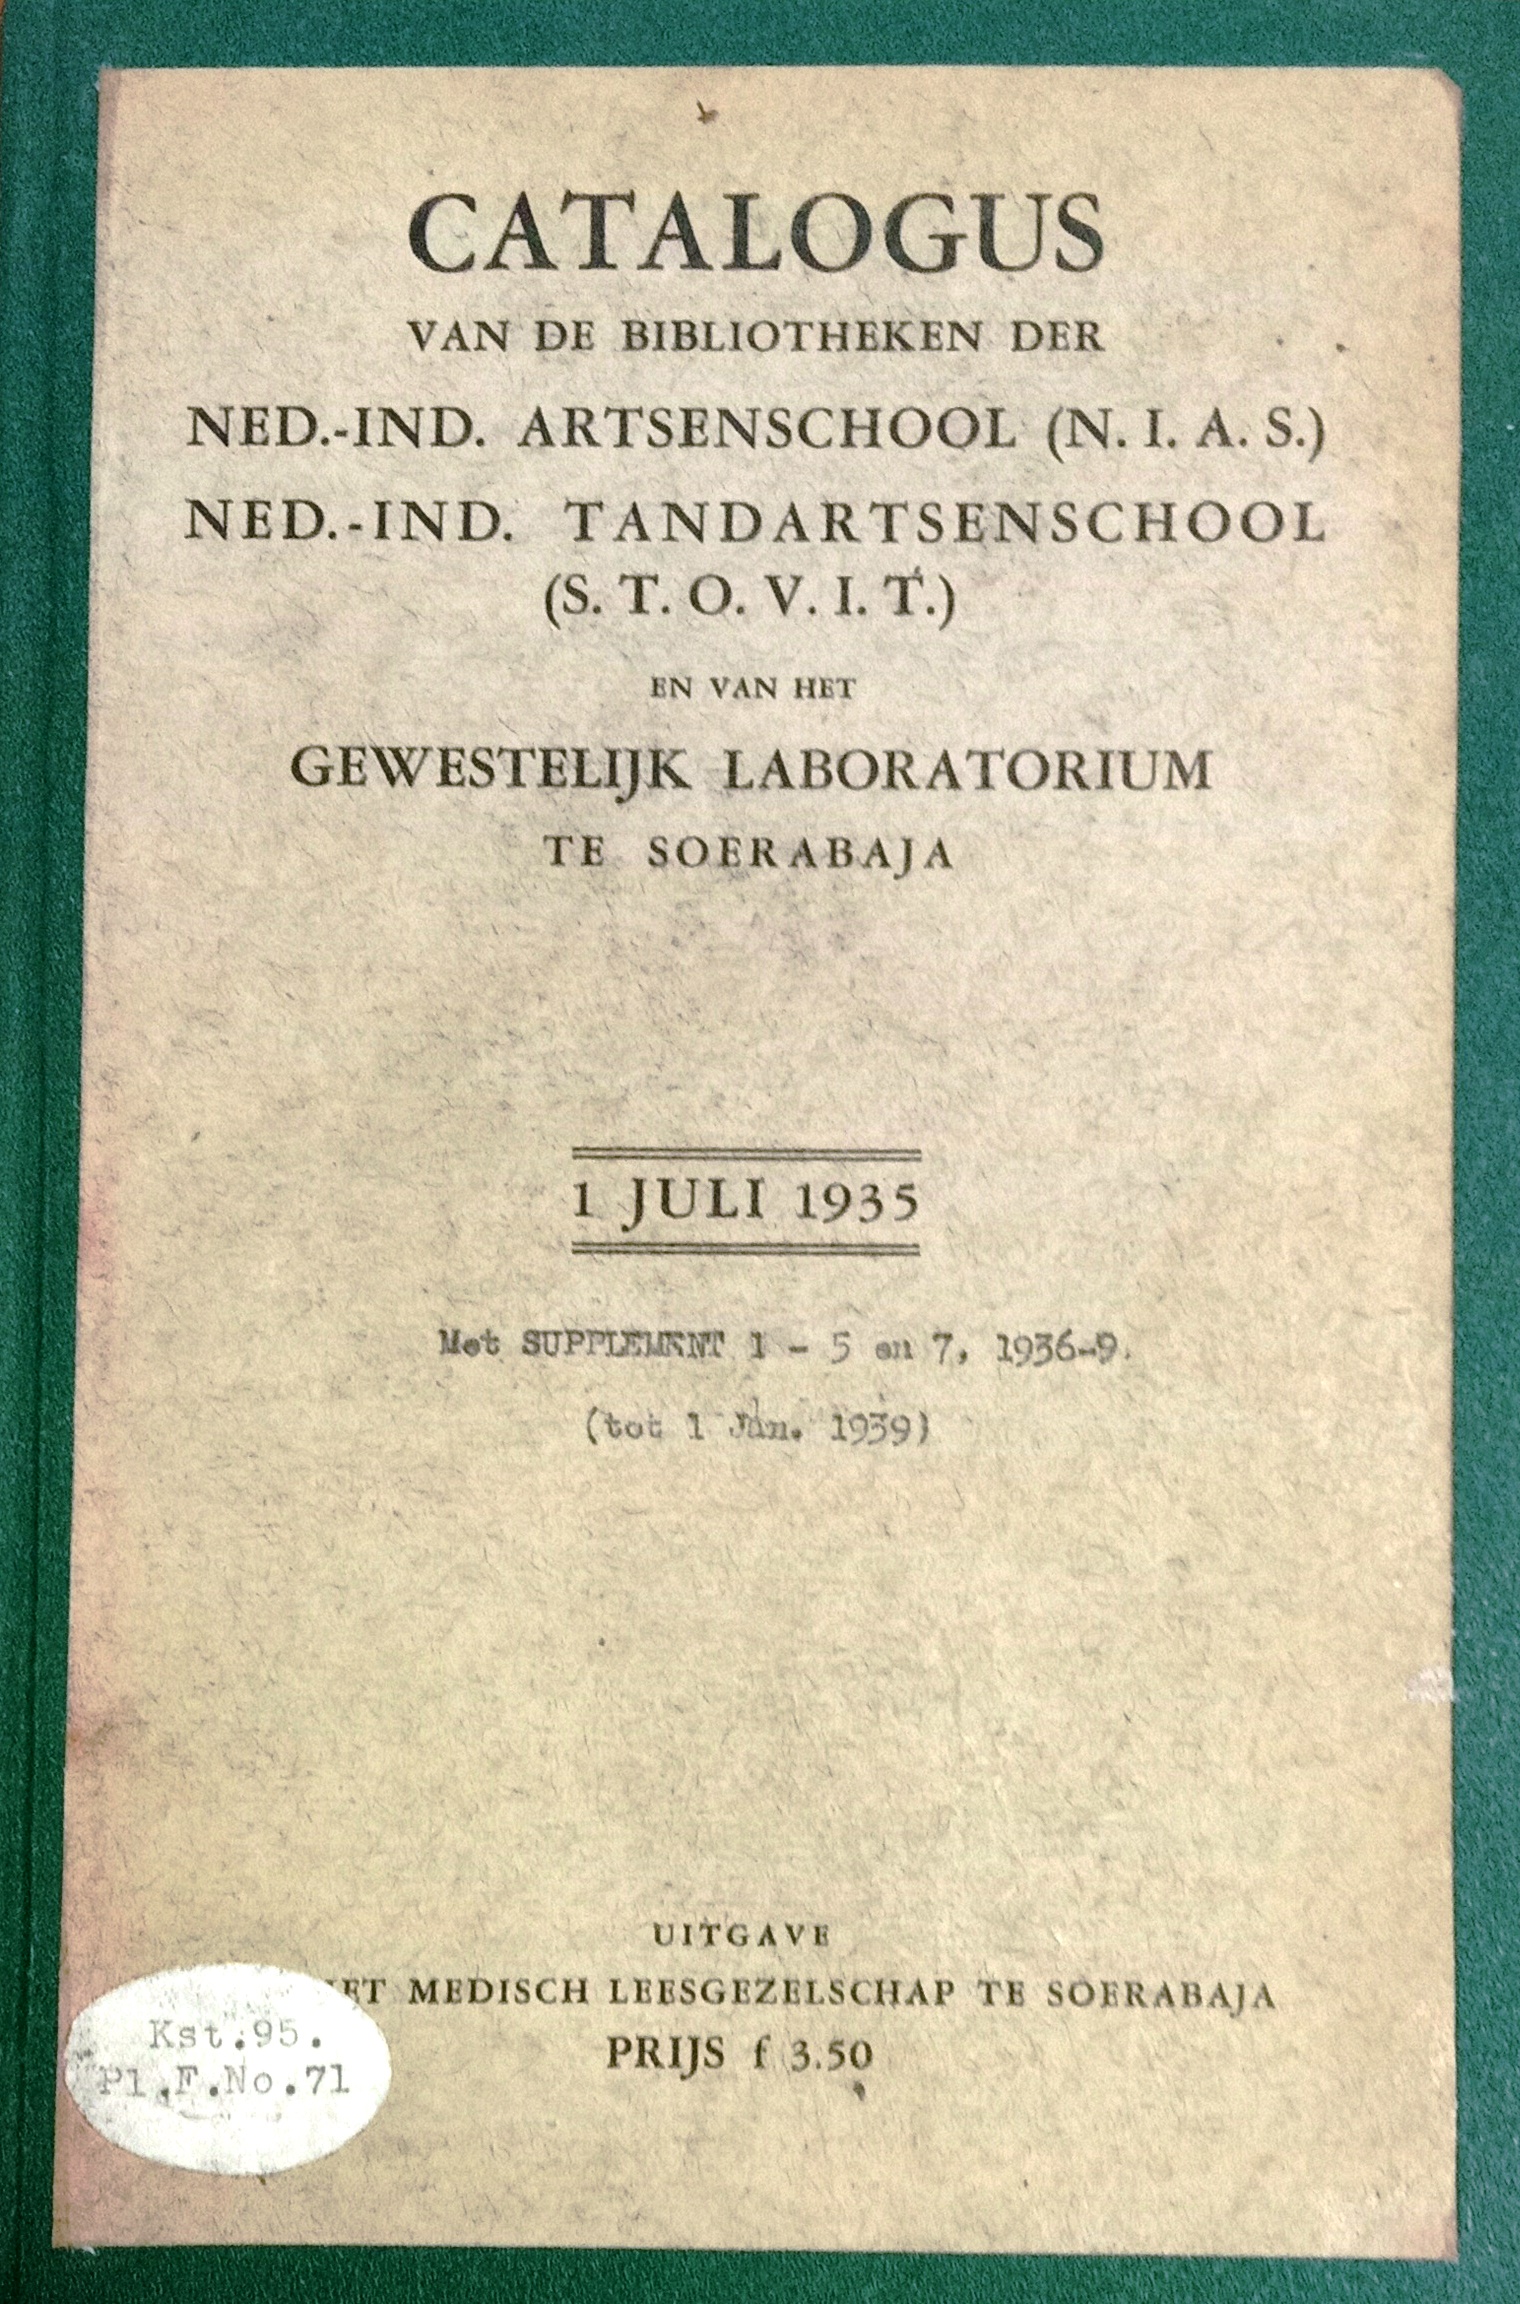 CATALOGUS
VAN DE BIBLIOTHEKEN DER
NED.-IND. ARTSENSCHOOL (N. I. A. S.)
NED.-IND. TANDARTSENSCHOOL
(S. T. O. V. I. T.)
EN VAN HET
GEWESTELIJK LABORATORIUM
TE SOERABAJA
1 JULI 1935
Met SUPPLEMENT 1 - 5 en 7, 1936-9.
(tot 1 Jan. 1939)
UITGAVE
MEDISCH LEESGEZELSCHAP TE SOERABAJA
PRIJS f 3.50
Kst.95.
Pl.F.No.71